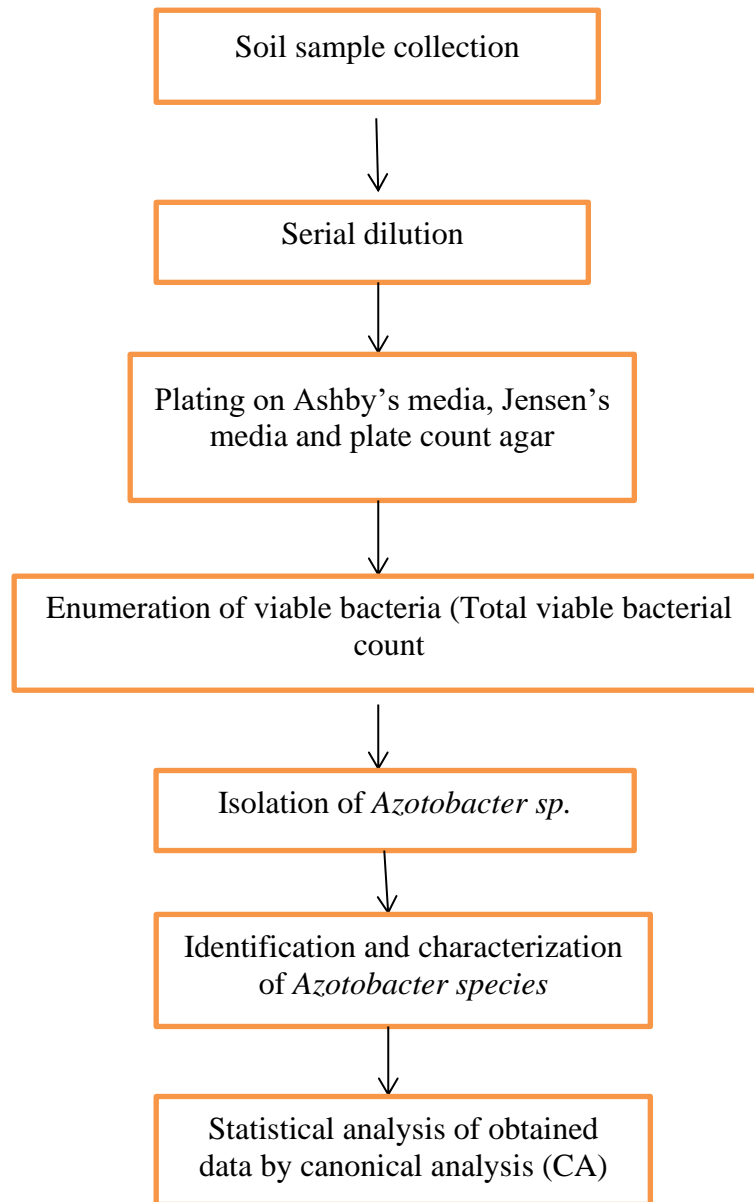 Soil sample collection
Serial dilution
Plating on Ashby’s media, Jensen’s
media and plate count agar
Enumeration of viable bacteria (Total viable bacterial
count
Isolation of Azotobacter sp.
Identification and characterization
of Azotobacter species
Statistical analysis of obtained
data by canonical analysis (CA)